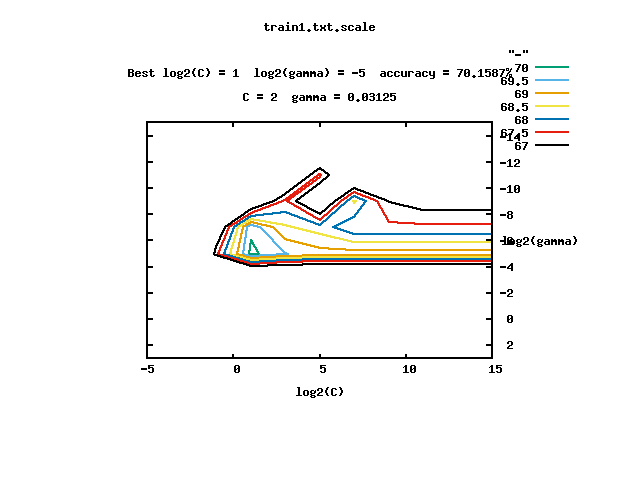 train1.txt.scale
"_"
Best log2(C) = 1 log2(gamma) = -5 accuracy = 70.1587%
C = 2 gamma = 0.03125
70
69.5
69
68.5
68
67.5
67
-14
-12
-10
-8
-6
log2(gamma)
-4
-2
0
2
-5 0 5 10 15
log2(C)